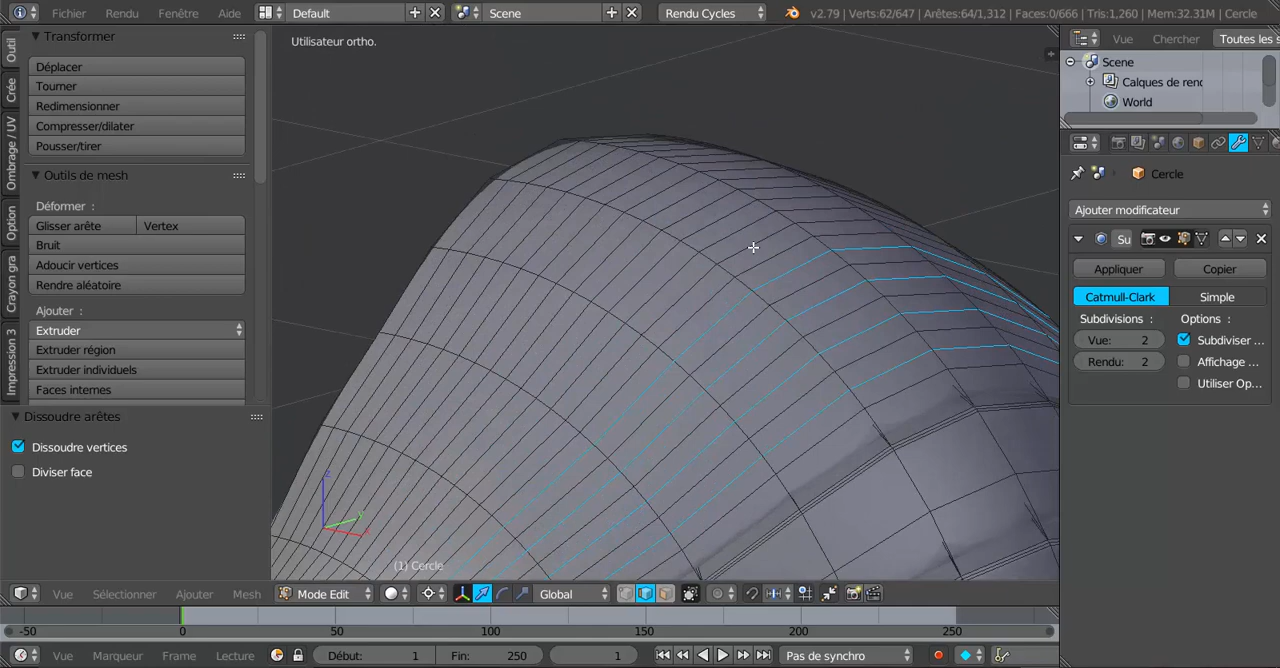 Fichier Rendu Fenêtre Aide Default Scene Rendu Cycles v2.79 | Verts:62/647 | Arêtes:64/1,312 | Faces:0/666 | Tris:1,260 | Mem:32.31M | Cercle
Outil
Crée
Ombrage / UV
Option
Crayon gra
Impression 3
Transformer
Déplacer
Tourner
Redimensionner
Compresser/dilater
Pousser/tirer
Outils de mesh
Déformer :
Glisser arête Vertex
Bruit
Adoucir vertices
Rendre aléatoire
Ajouter :
Extruder
Extruder région
Extruder individuels
Faces internes
Dissoudre arêtes
Dissoudre vertices
Diviser face
Utilisateur ortho.
z
y
x
(1) Cercle
Vue Sélectionner Ajouter Mesh Mode Edit Global
Vue Chercher Toutes les s
Scene
Calques de rend
World
Cercle
Ajouter modificateur
Su
Appliquer Copier
Catmull-Clark Simple
Subdivisions : Options :
Vue: 2 Subdiviser ...
Rendu: 2 Affichage ...
Utiliser Op...
-50 0 50 100 150 200 250
Vue Marqueur Frame Lecture Début: 1 Fin: 250 1 Pas de synchro